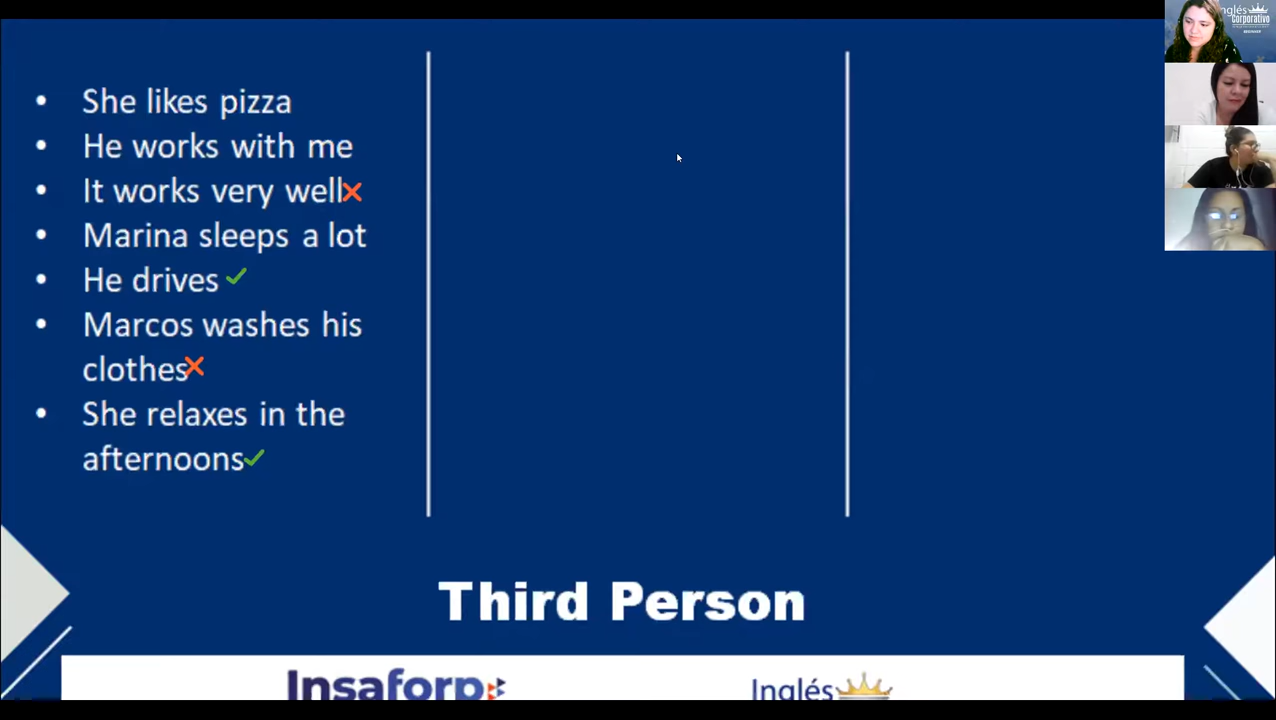 She likes pizza
He works with me
It works very well
Marina sleeps a lot
He drives
Marcos washes his
clothes
She relaxes in the
afternoons
Third Person
Insaforp
Inglés
Inglés
Corporativo
BEGINNER